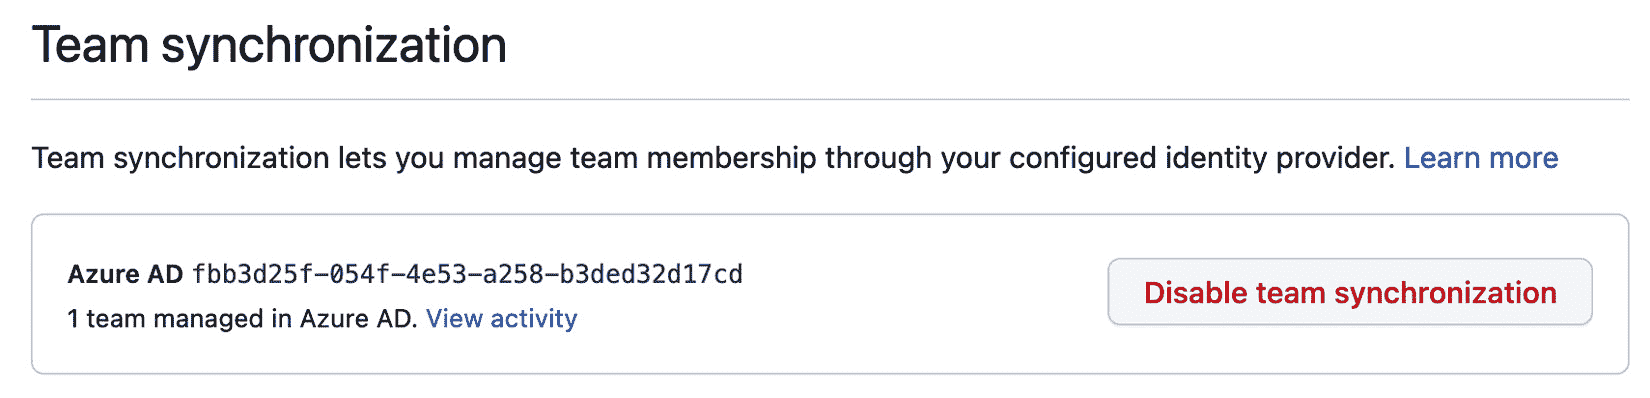 Team synchronization
Team synchronization lets you manage team membership through your configured identity provider. Learn more
Azure AD fbb3d25f-054f-4e53-a258-b3ded32d17cd
1 team managed in Azure AD. View activity
Disable team synchronization